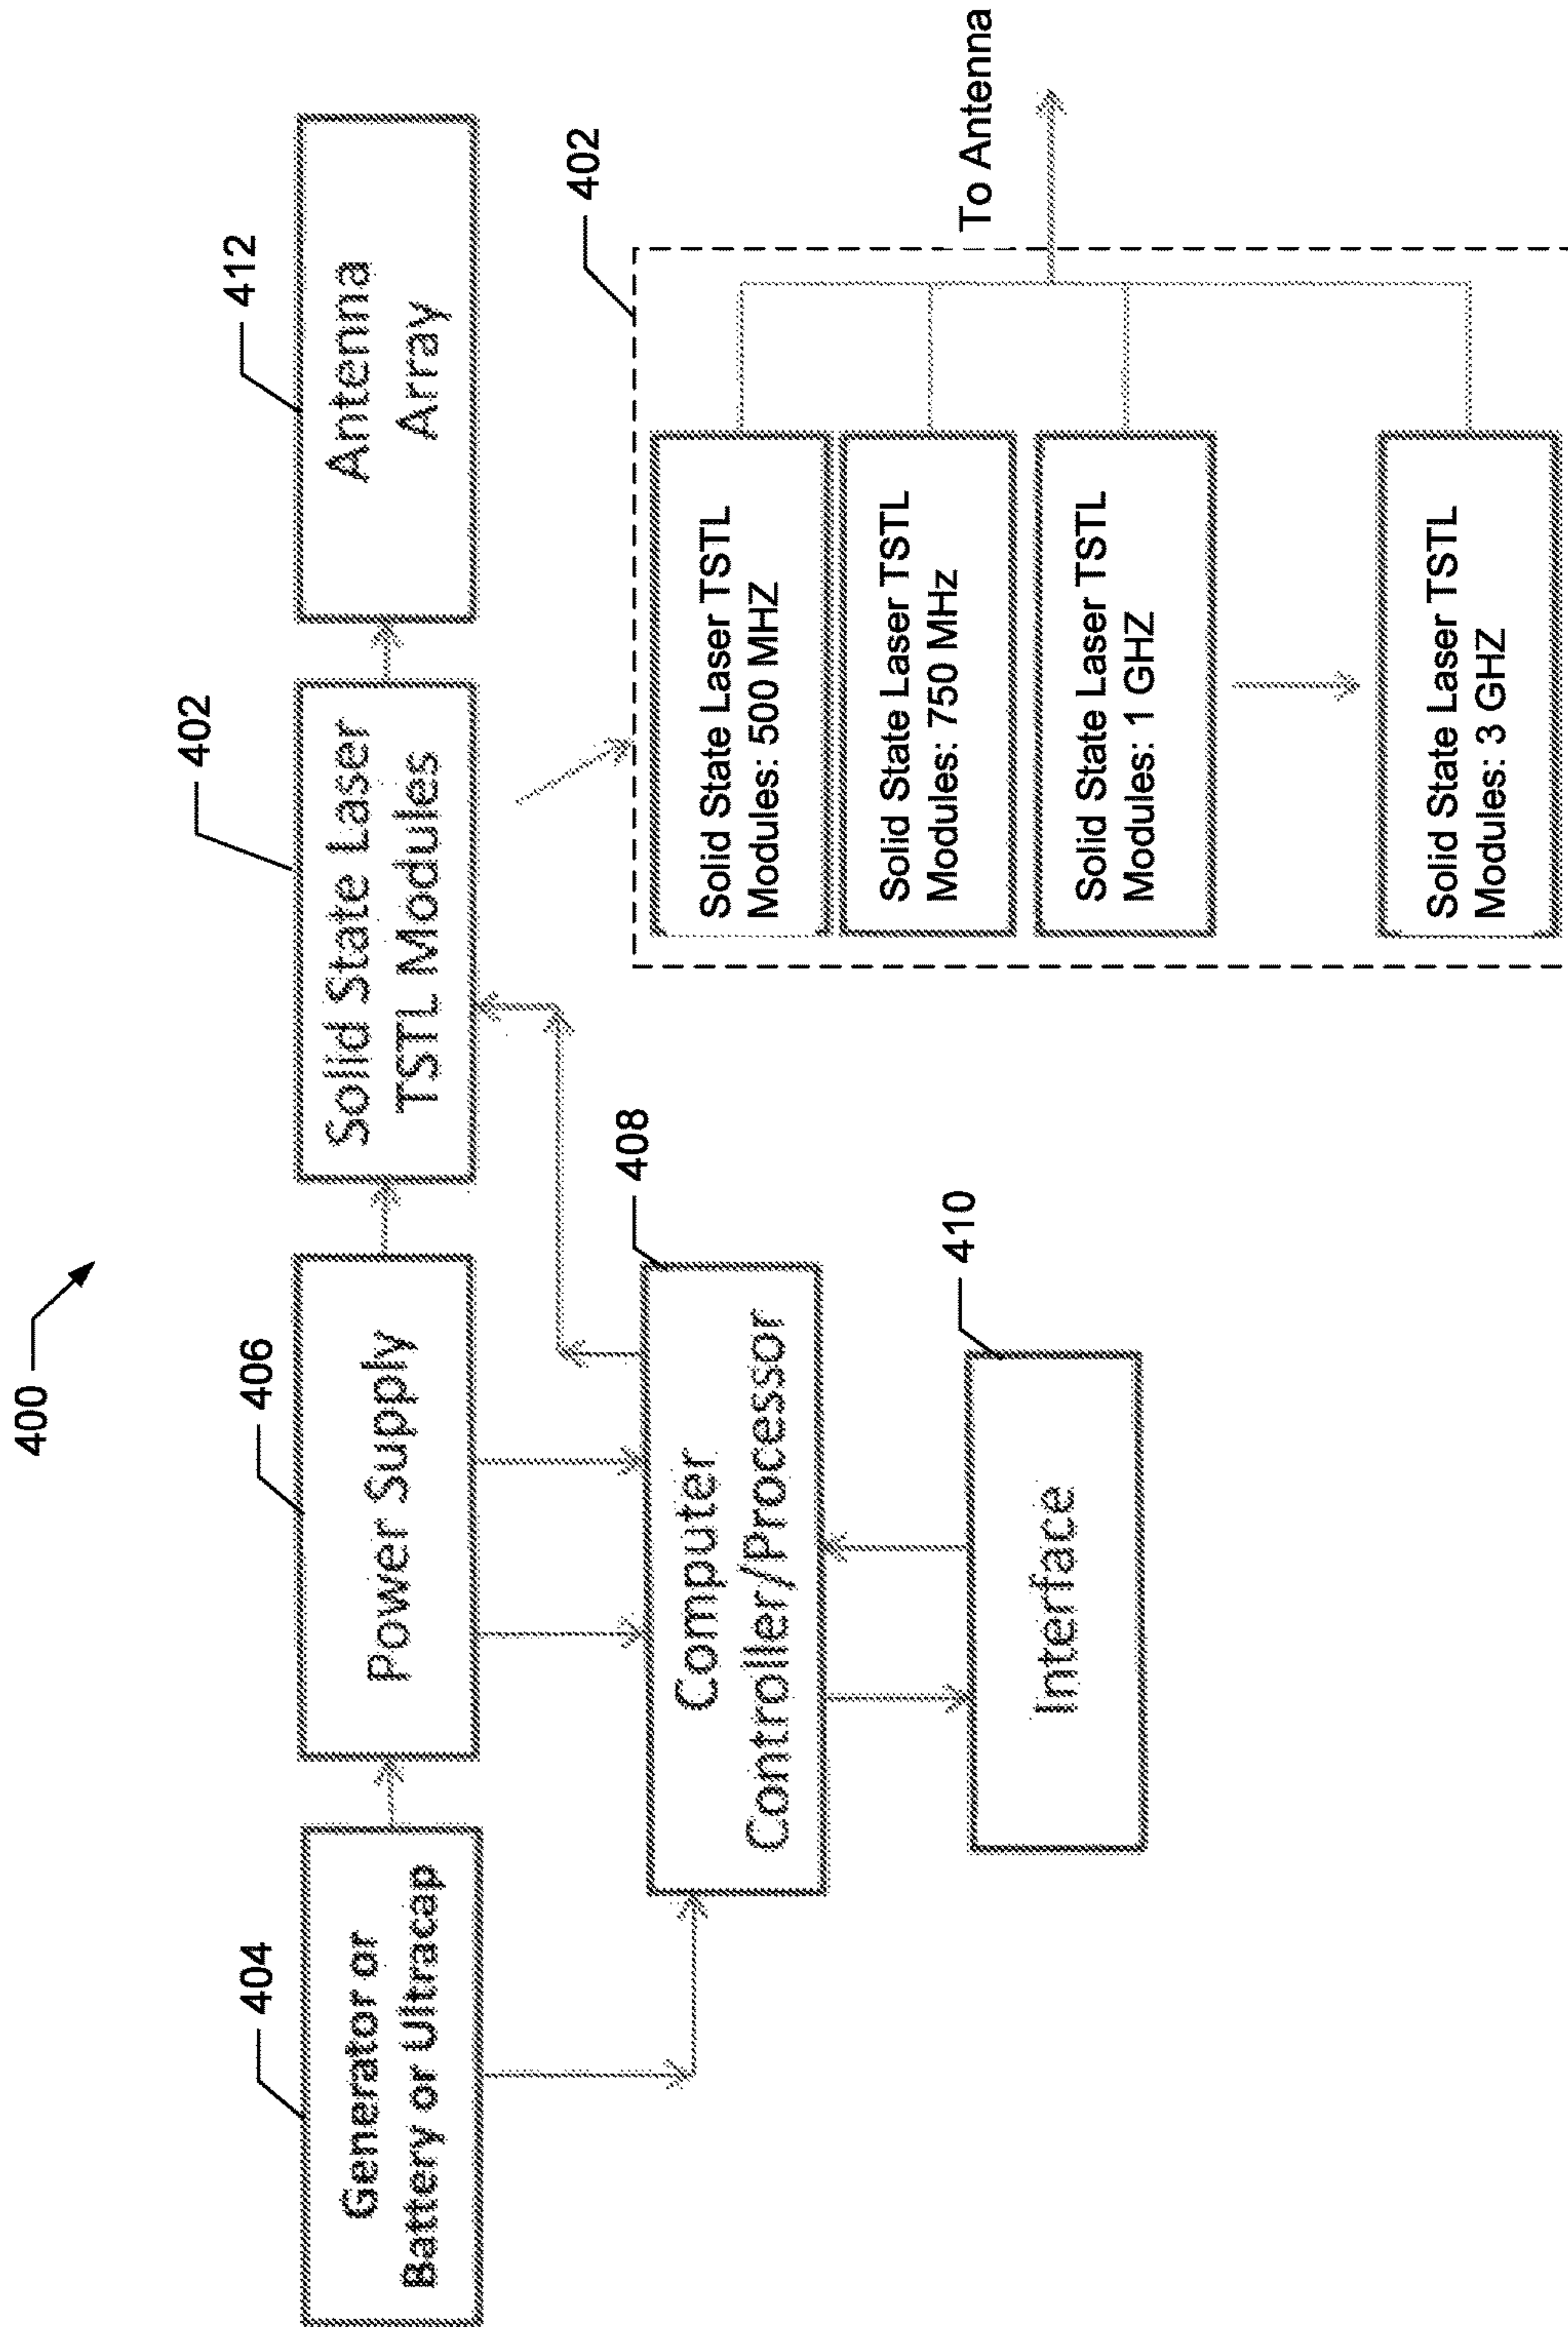 400
404
Generator or
Battery or Ultracap
406
Power Supply
402
Solid State Laser
TSTL Modules
412
Antenna
Array
408
Computer
Controller/Processor
410
Interface
402
Solid State Laser TSTL
Modules: 500 MHZ
Solid State Laser TSTL
Modules: 750 MHz
Solid State Laser TSTL
Modules: 1 GHZ
Solid State Laser TSTL
Modules: 3 GHZ
To Antenna